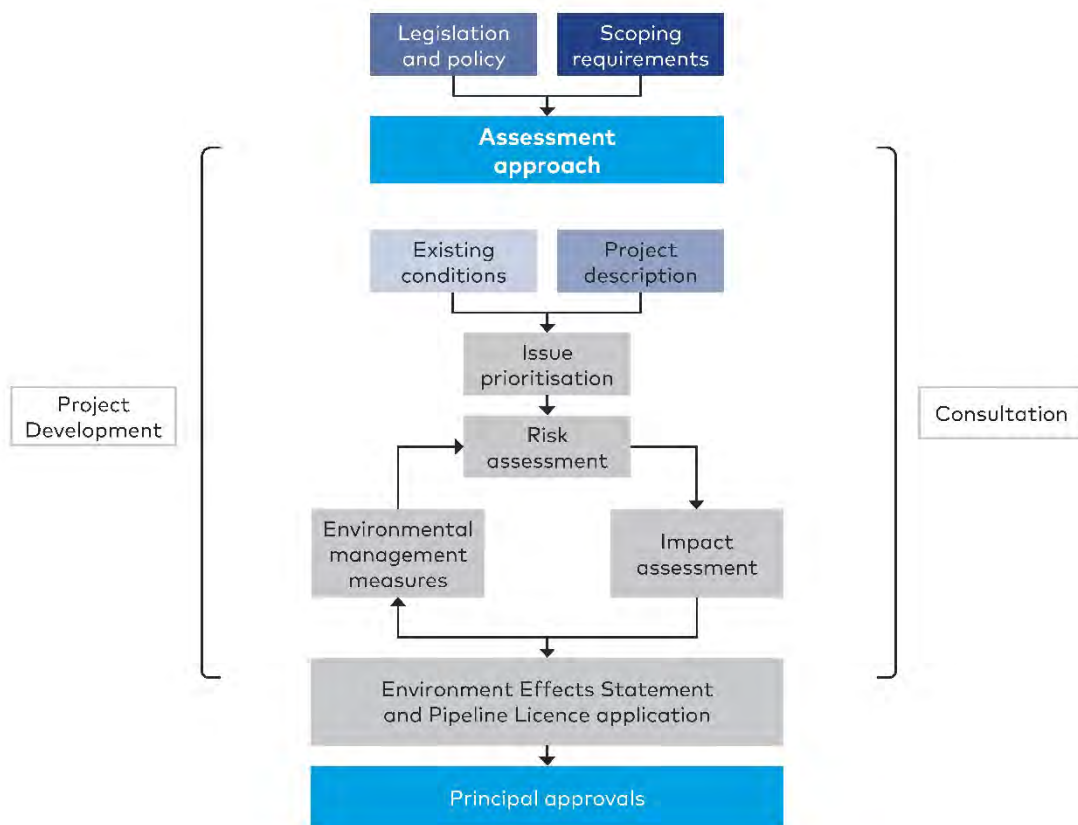 Legislation
and policy
Scoping
requirements
Assessment
approach
Existing
conditions
Project
description
Issue
prioritisation
Project
Development
Consultation
Risk
assessment
Environmental
management
measures
Impact
assessment
Environment Effects Statement
and Pipeline Licence application
Principal approvals